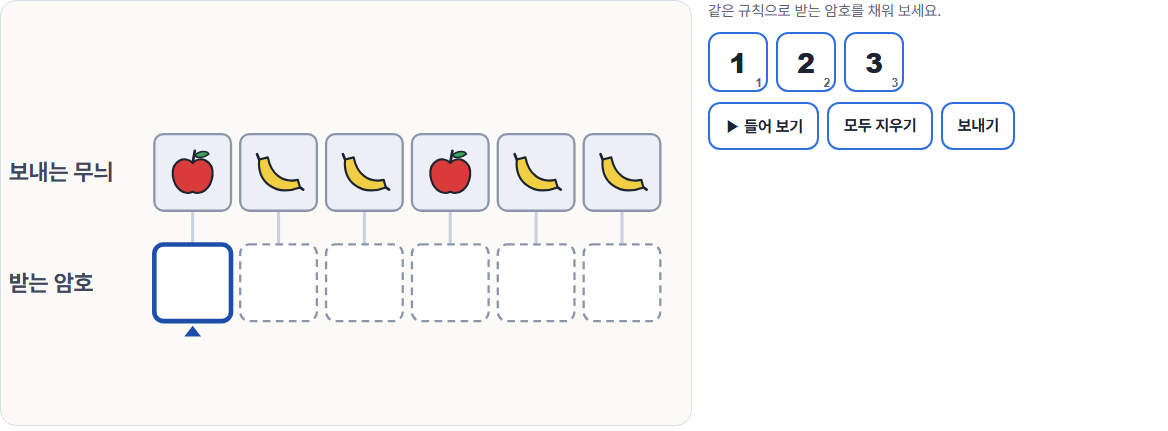 같은 규칙으로 받는 암호를 채워 보세요.
1 1
2 2
3 3
▶ 들어 보기
모두 지우기
보내기
보내는 무늬
받는 암호